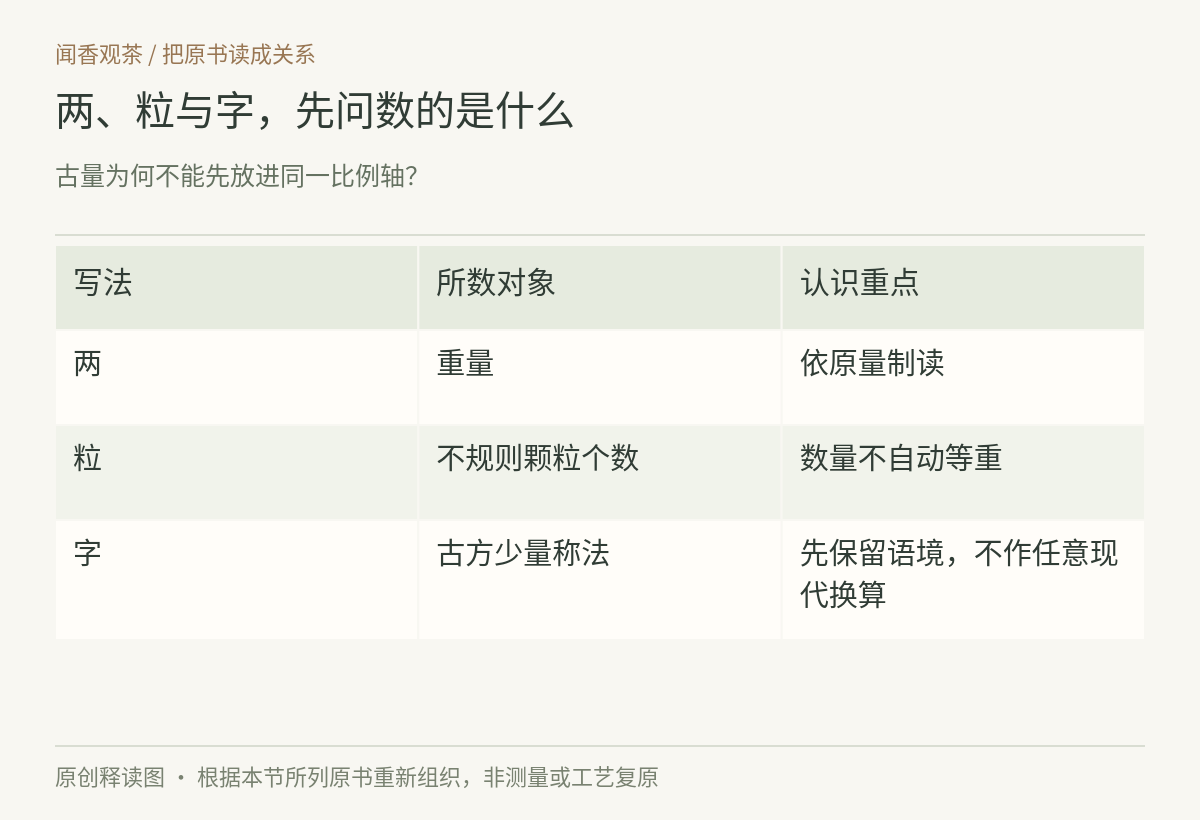 闻香观茶 / 把原书读成关系
两、粒与字，先问数的是什么
古量为何不能先放进同一比例轴？
写法
所数对象
认识重点
两
重量
依原量制读
粒
不规则颗粒个数
数量不自动等重
字
古方少量称法
先保留语境，不作任意现
代换算
原创释读图 · 根据本节所列原书重新组织，非测量或工艺复原